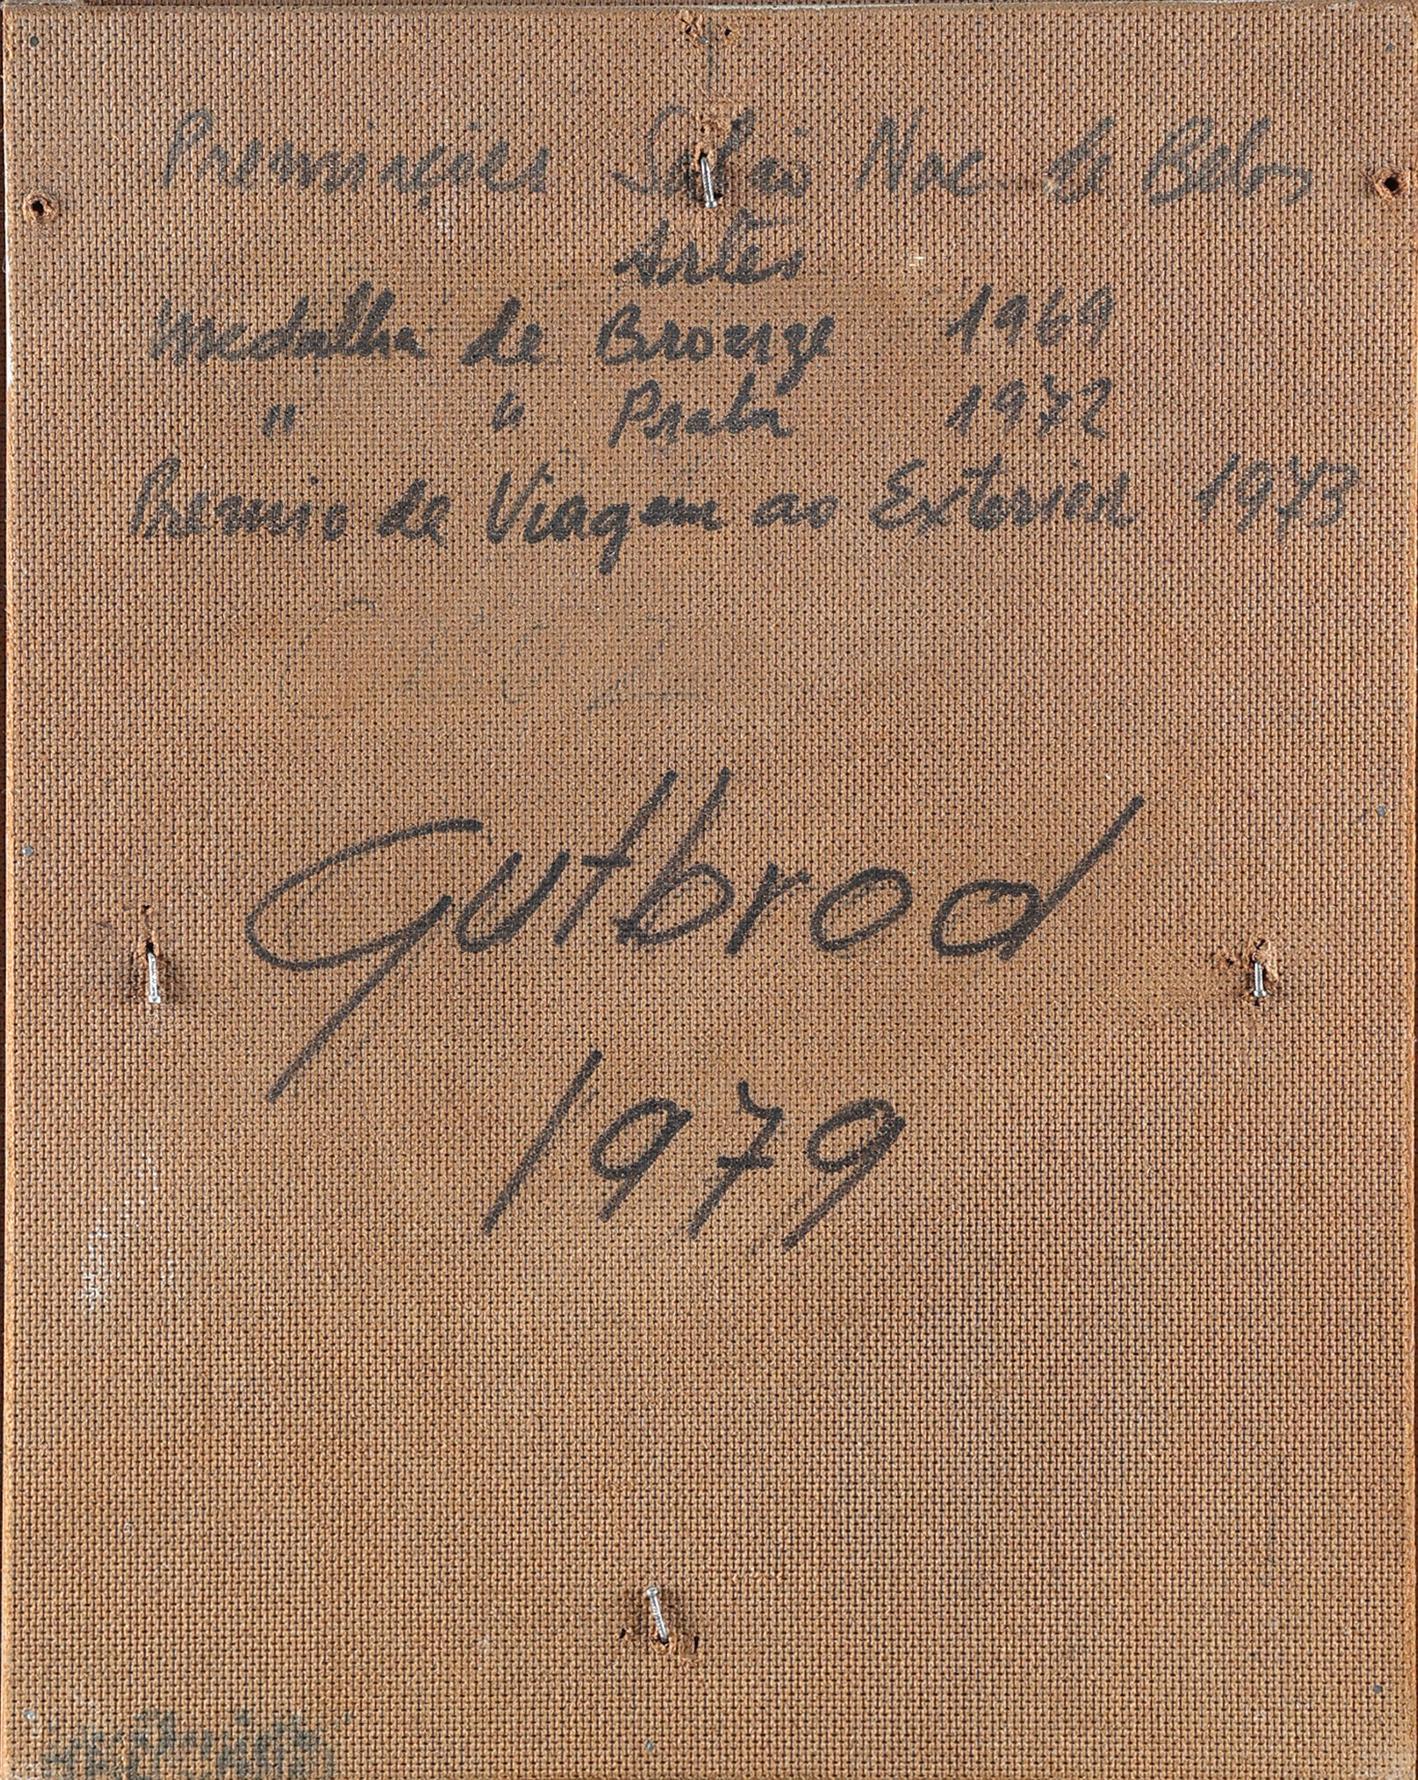 Premiações Salão Nac. de Belas
Artes
Medalha de Bronze 1969
" " Prata 1972
Premio de Viagem ao Exterior 1973
Gutbrod
1979